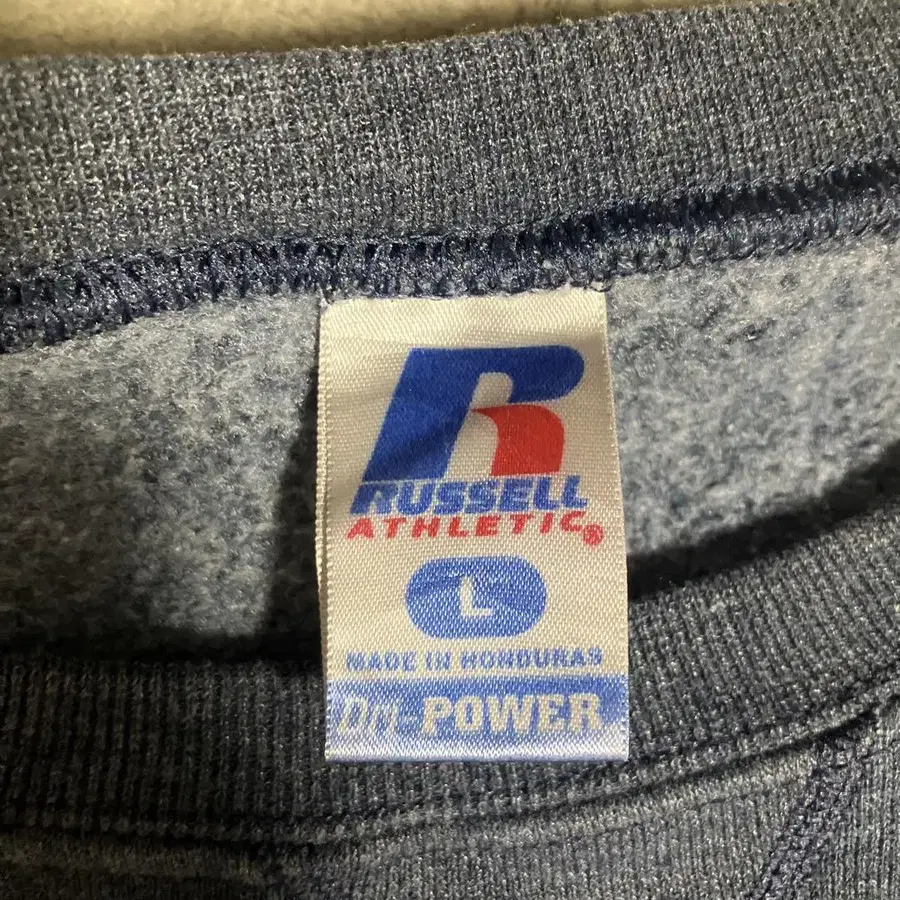 R
RUSSELL
ATHLETIC®
L
MADE IN HONDURAS
Dri-POWER